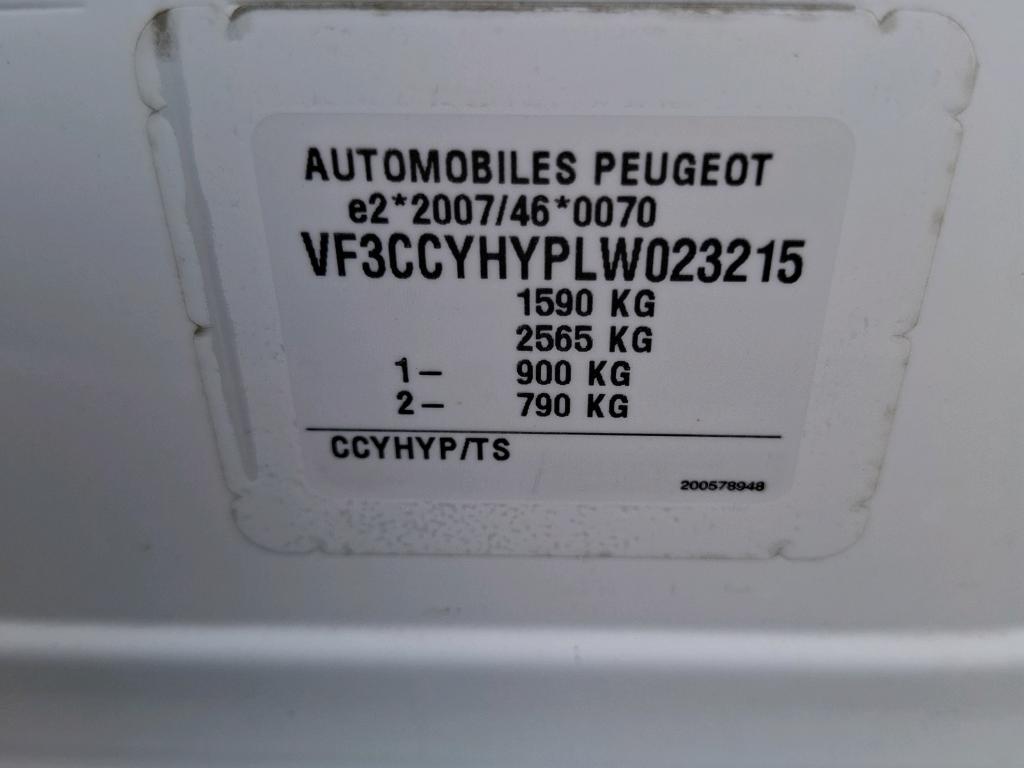 AUTOMOBILES PEUGEOT
e2*2007/46*0070
VF3CCYHYPLW023215
1590 KG
2565 KG
1– 900 KG
2– 790 KG
CCYHYP/TS
200578948